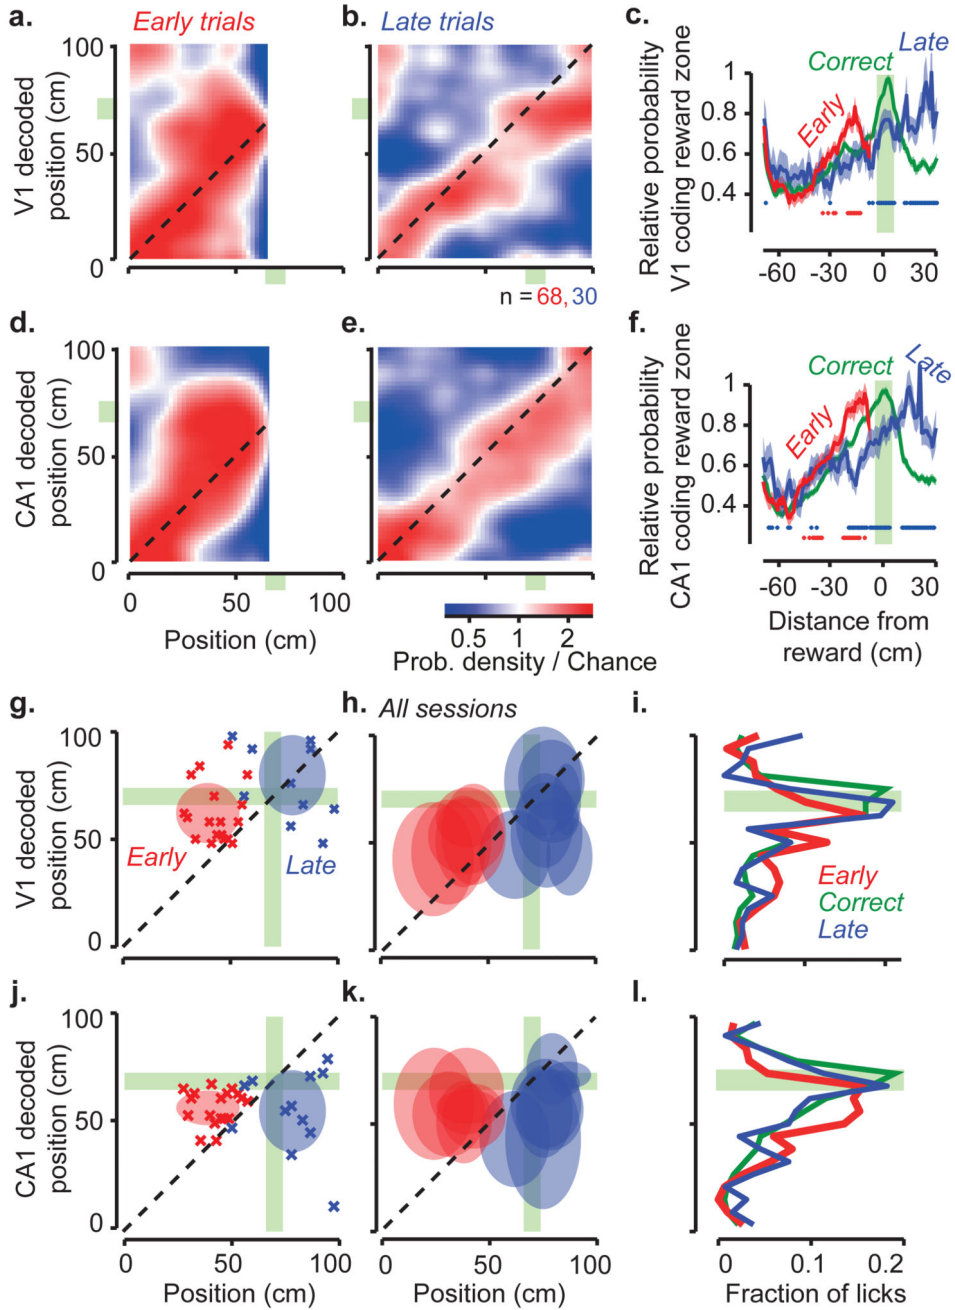 a.
Early trials
b.
Late trials
c.
Late
Correct
Early
V1 decoded
position (cm)
100
50
0
Relative porobability
V1 coding reward zone
1
0.8
0.6
0.4
-60
-30
0
30
n = 68, 30
d.
e.
f.
Correct
Late
Early
CA1 decoded
position (cm)
100
50
0
0
50
100
Position (cm)
0.5
1
2
Prob. density / Chance
Relative probability
CA1 coding reward zone
1
0.8
0.6
0.4
-60
-30
0
30
Distance from
reward (cm)
g.
h.
All sessions
i.
V1 decoded
position (cm)
100
50
0
Early
Late
Early
Correct
Late
j.
k.
l.
CA1 decoded
position (cm)
100
50
0
0
50
100
Position (cm)
0
50
100
Position (cm)
0
0.1
0.2
Fraction of licks